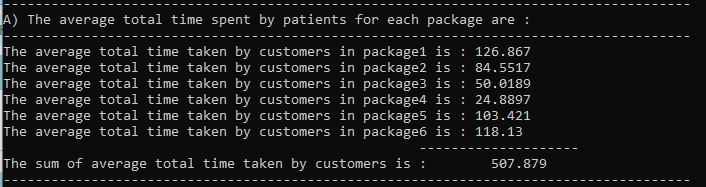 --------------------------------------------------------------------------------------
A) The average total time spent by patients for each package are :
--------------------------------------------------------------------------------------
The average total time taken by customers in package1 is : 126.867
The average total time taken by customers in package2 is : 84.5517
The average total time taken by customers in package3 is : 50.0189
The average total time taken by customers in package4 is : 24.8897
The average total time taken by customers in package5 is : 103.421
The average total time taken by customers in package6 is : 118.13
--------------------
The sum of average total time taken by customers is : 507.879
--------------------------------------------------------------------------------------